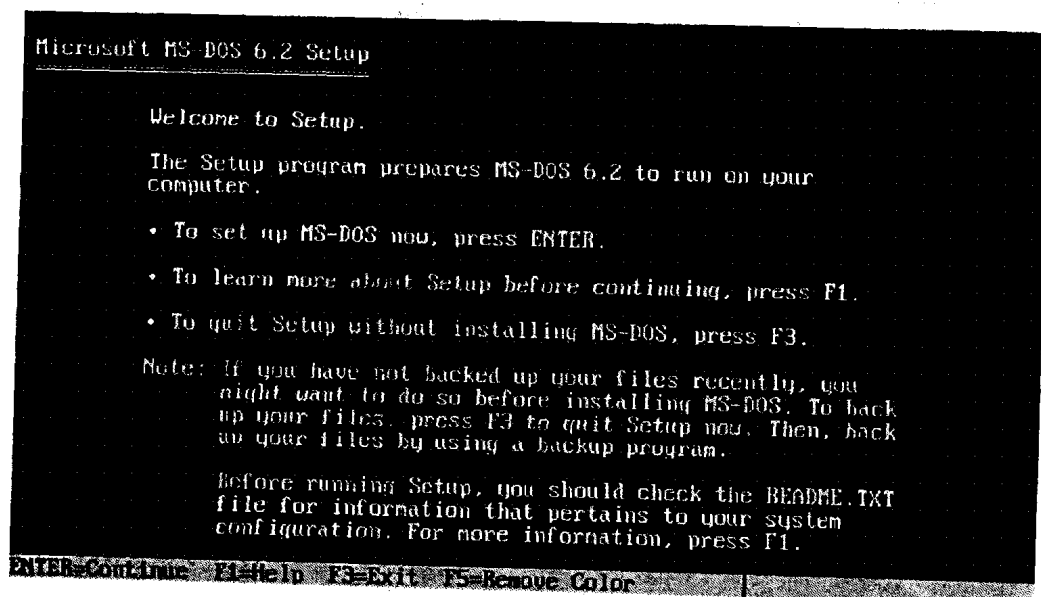 Microsoft MS-DOS 6.2 Setup
Welcome to Setup.
The Setup program prepares MS-DOS 6.2 to run on your
computer.
• To set up MS-DOS now, press ENTER.
• To learn more about Setup before continuing, press F1.
• To quit Setup without installing MS-DOS, press F3.
Note: If you have not backed up your files recently, you
might want to do so before installing MS-DOS. To back
up your files, press F3 to quit Setup now. Then, back
up your files by using a backup program.
Before running Setup, you should check the README.TXT
file for information that pertains to your system
configuration. For more information, press F1.
ENTER=Continue F1=Help F3=Exit F5=Remove Color